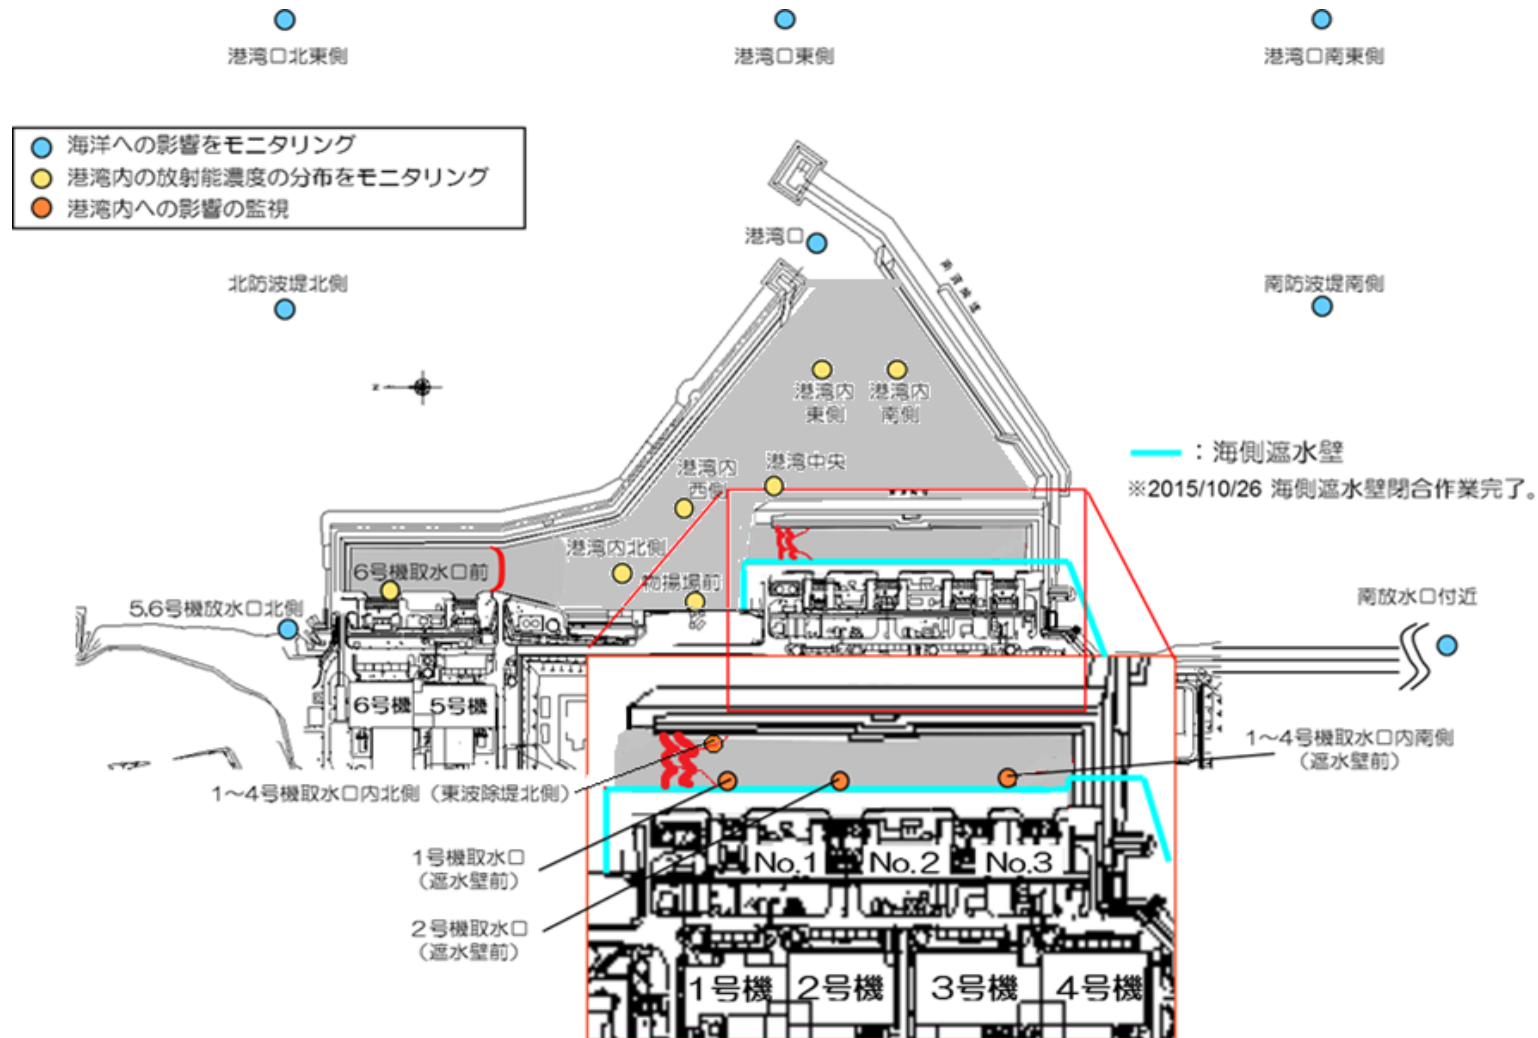 港湾口北東側
港湾口東側
港湾口南東側
海洋への影響をモニタリング
港湾内の放射能濃度の分布をモニタリング
港湾内への影響の監視
港湾口
北防波堤北側
南防波堤南側
港湾内
東側
港湾内
南側
港湾内
西側
港湾中央
:海側遮水壁
※2015/10/26 海側遮水壁閉合作業完了。
港湾内北側
6号機取水口前
物揚場前
5,6号機放水口北側
南放水口付近
6号機
5号機
1~4号機取水口内南側
(遮水壁前)
1~4号機取水口内北側(東波除堤北側)
1号機取水口
(遮水壁前)
2号機取水口
(遮水壁前)
No.1
No.2
No.3
1号機
2号機
3号機
4号機